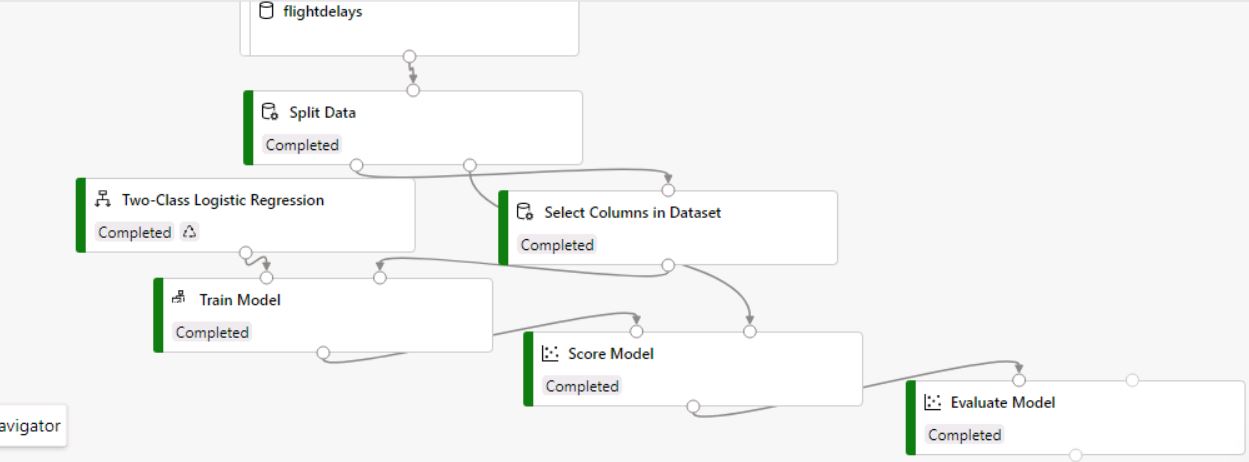 flightdelays
Split Data
Completed
Two-Class Logistic Regression
Completed
Select Columns in Dataset
Completed
Train Model
Completed
Score Model
Completed
Evaluate Model
Completed
avigator